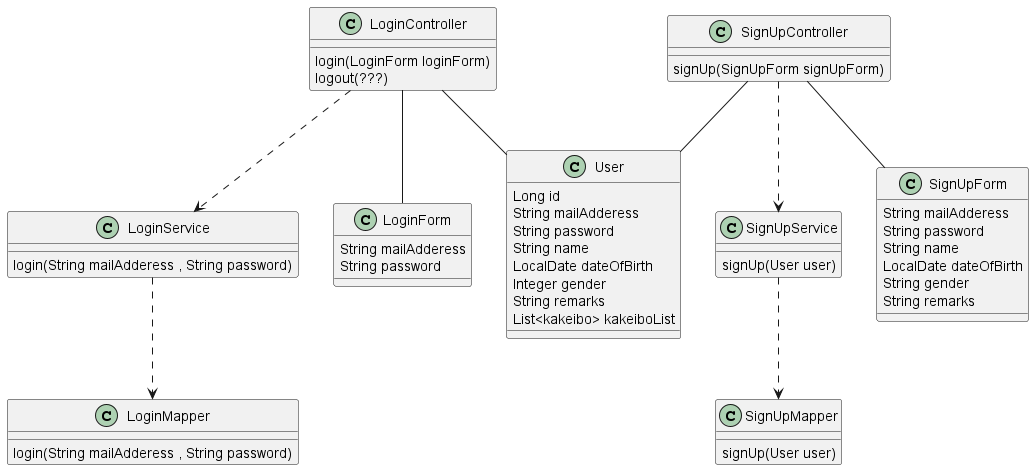 C LoginController
login(LoginForm loginForm)
logout(???)
C SignUpController
signUp(SignUpForm signUpForm)
C User
Long id
String mailAdderess
String password
String name
LocalDate dateOfBirth
Integer gender
String remarks
List<kakeibo> kakeiboList
C SignUpForm
String mailAdderess
String password
String name
LocalDate dateOfBirth
String gender
String remarks
C LoginService
login(String mailAdderess , String password)
C LoginForm
String mailAdderess
String password
C SignUpService
signUp(User user)
C LoginMapper
login(String mailAdderess , String password)
C SignUpMapper
signUp(User user)